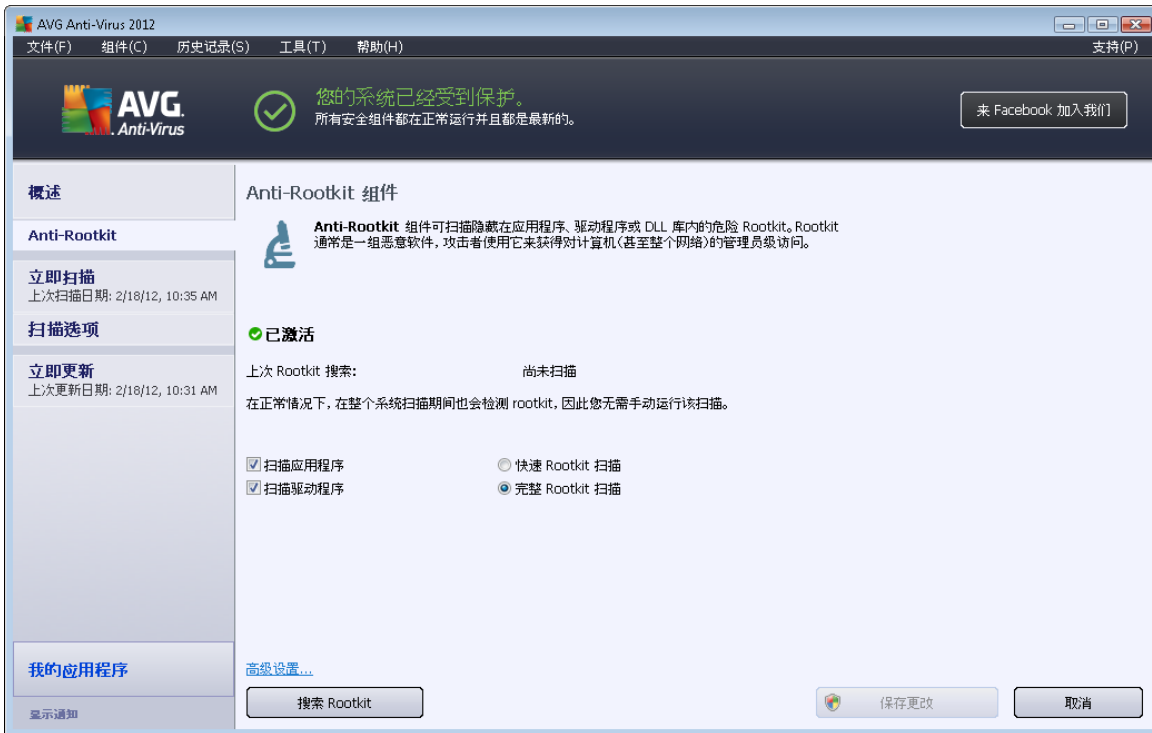 AVG Anti-Virus 2012
文件(F) 组件(C) 历史记录(S) 工具(T) 帮助(H) 支持(P)
AVG.
Anti-Virus
您的系统已经受到保护。
所有安全组件都在正常运行并且都是最新的。
来 Facebook 加入我们
概述
Anti-Rootkit
立即扫描
上次扫描日期: 2/18/12, 10:35 AM
扫描选项
立即更新
上次更新日期: 2/18/12, 10:31 AM
我的应用程序
显示通知
Anti-Rootkit 组件
Anti-Rootkit 组件可扫描隐藏在应用程序、驱动程序或 DLL 库内的危险 Rootkit。Rootkit
通常是一组恶意软件，攻击者使用它来获得对计算机(甚至整个网络)的管理员级访问。
已激活
上次 Rootkit 搜索: 尚未扫描
在正常情况下，在整个系统扫描期间也会检测 rootkit，因此您无需手动运行该扫描。
扫描应用程序 快速 Rootkit 扫描
扫描驱动程序 完整 Rootkit 扫描
高级设置...
搜索 Rootkit 保存更改 取消